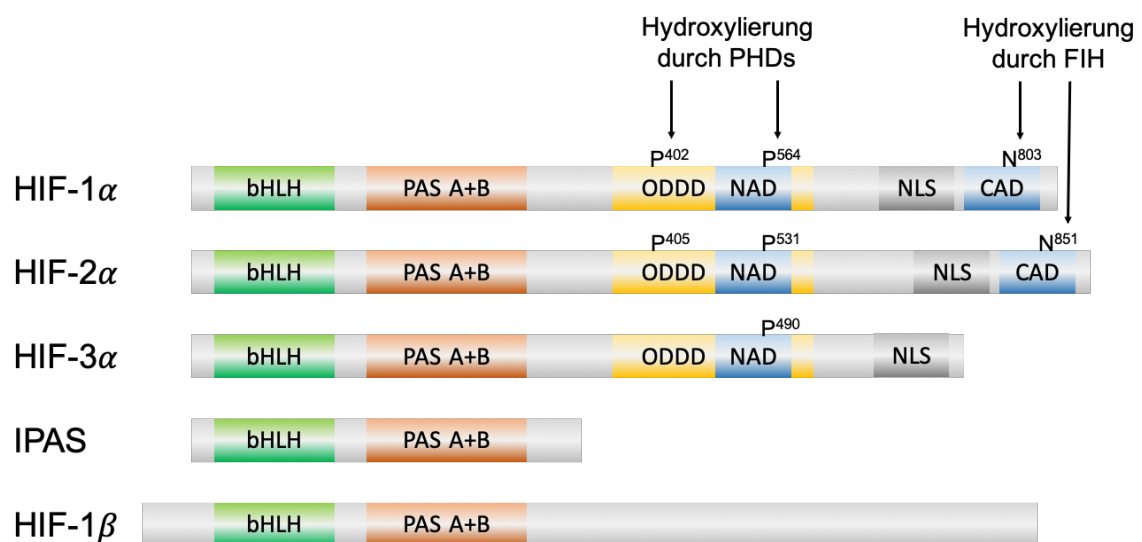 Hydroxylierung
durch PHDs
Hydroxylierung
durch FIH
HIF-1α
bHLH PAS A+B P⁴⁰² ODDD P⁵⁶⁴ NAD NLS N⁸⁰³ CAD
HIF-2α
bHLH PAS A+B P⁴⁰⁵ ODDD P⁵³¹ NAD NLS N⁸⁵¹ CAD
HIF-3α
bHLH PAS A+B ODDD P⁴⁹⁰ NAD NLS
IPAS
bHLH PAS A+B
HIF-1β
bHLH PAS A+B